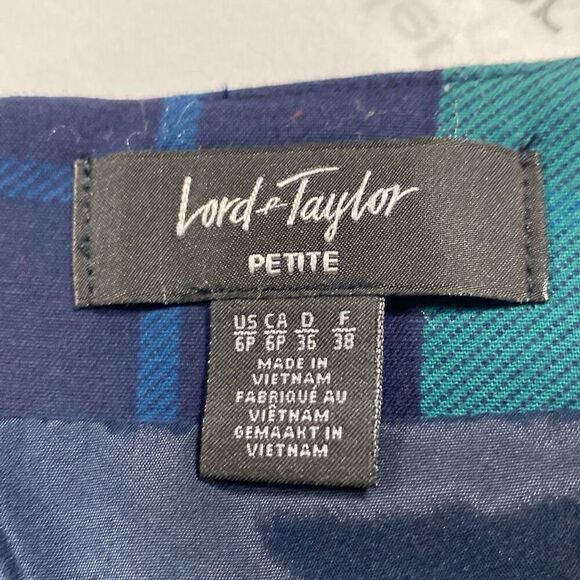 Lord & Taylor
PETITE
US CA D F
6P 6P 36 38
MADE IN
VIETNAM
FABRIQUÉ AU
VIÊTNAM
GEMAAKT IN
VIETNAM